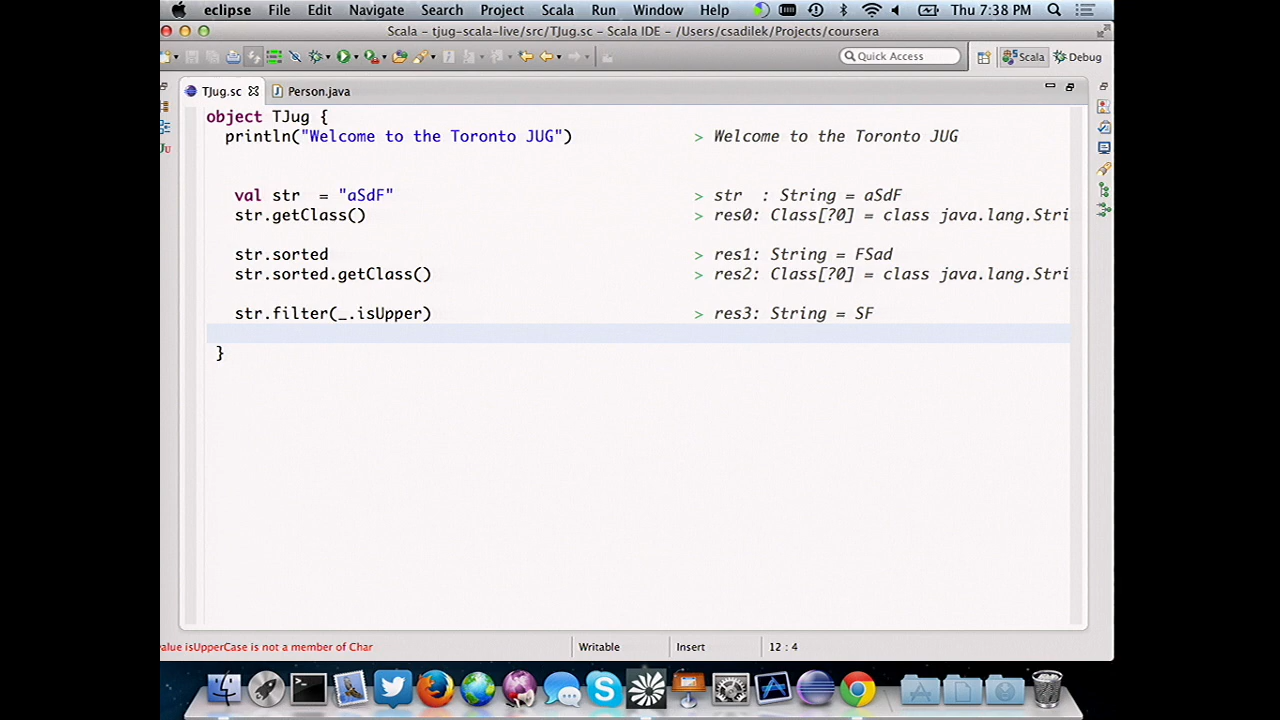 eclipse File Edit Navigate Search Project Scala Run Window Help Thu 7:38 PM
Scala – tjug-scala-live/src/TJug.sc – Scala IDE – /Users/csadilek/Projects/coursera
Quick Access Scala Debug
TJug.sc Person.java
object TJug {
println("Welcome to the Toronto JUG") > Welcome to the Toronto JUG
val str = "aSdF" > str : String = aSdF
str.getClass() > res0: Class[?0] = class java.lang.Stri
str.sorted > res1: String = FSad
str.sorted.getClass() > res2: Class[?0] = class java.lang.Stri
str.filter(_.isUpper) > res3: String = SF
}
alue isUpperCase is not a member of Char Writable Insert 12 : 4